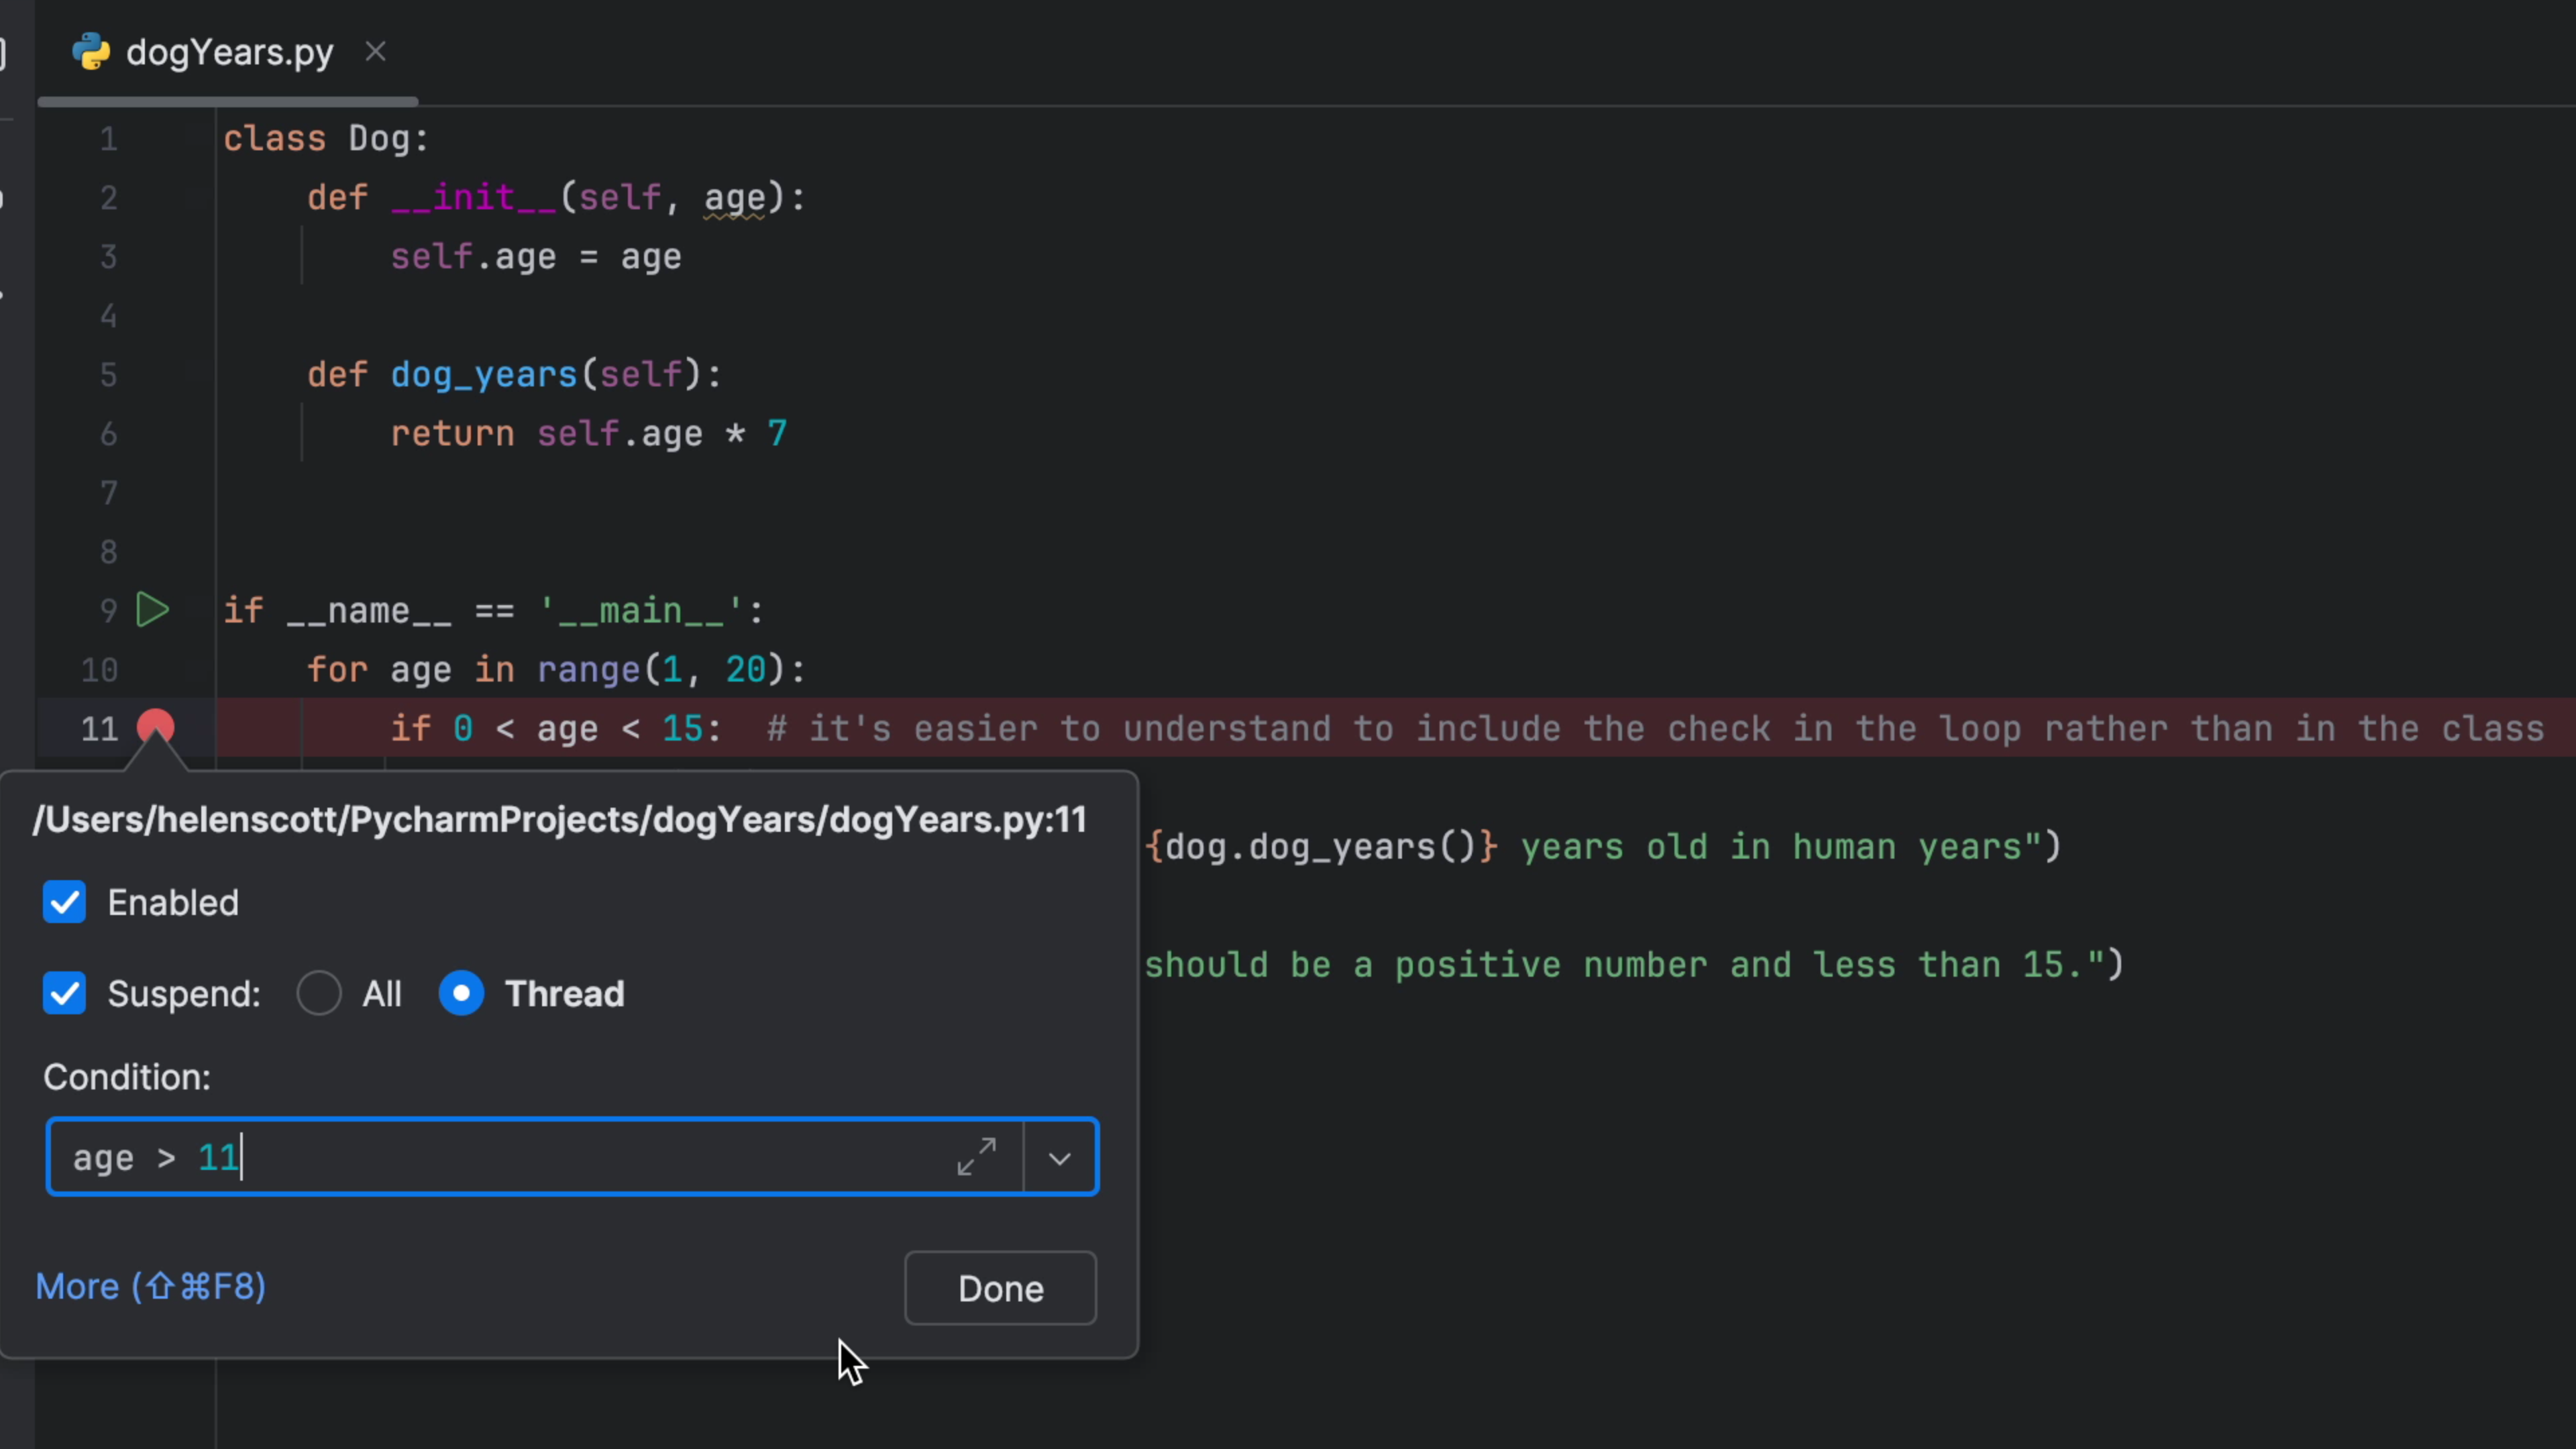 dogYears.py
1 class Dog:
2 def __init__(self, age):
3 self.age = age
4
5 def dog_years(self):
6 return self.age * 7
7
8
9 if __name__ == '__main__':
10 for age in range(1, 20):
11 if 0 < age < 15:  # it's easier to understand to include the check in the loop rather than in the class
/Users/helenscott/PycharmProjects/dogYears/dogYears.py:11
{dog.dog_years()} years old in human years")
Enabled
should be a positive number and less than 15.")
Suspend: All Thread
Condition:
age > 11
More (⇧⌘F8)
Done